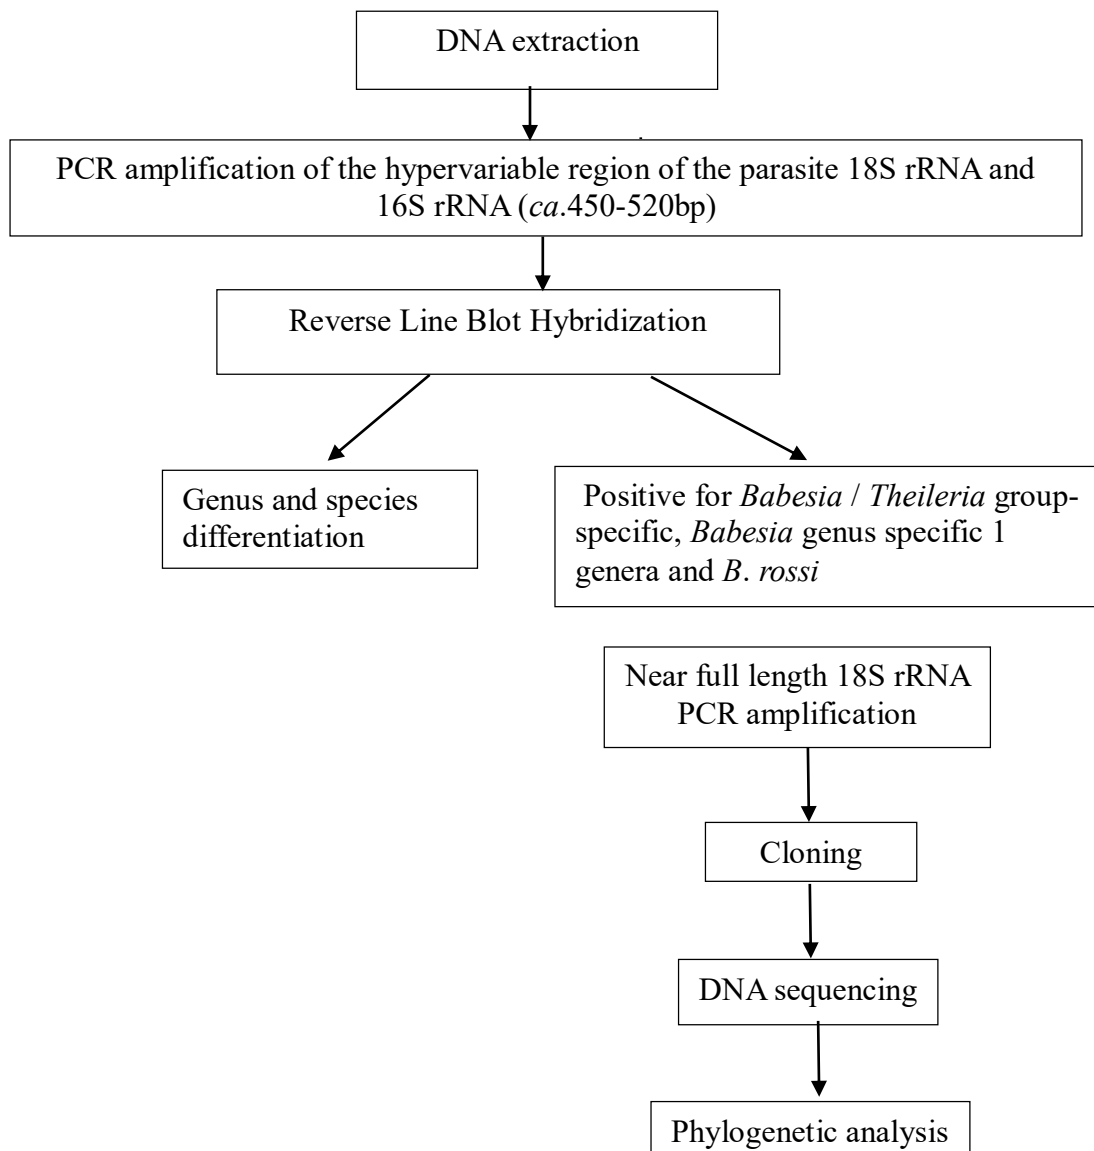 DNA extraction
PCR amplification of the hypervariable region of the parasite 18S rRNA and
16S rRNA (ca.450-520bp)
Reverse Line Blot Hybridization
Genus and species
differentiation
Positive for Babesia / Theileria group-
specific, Babesia genus specific 1
genera and B. rossi
Near full length 18S rRNA
PCR amplification
Cloning
DNA sequencing
Phylogenetic analysis